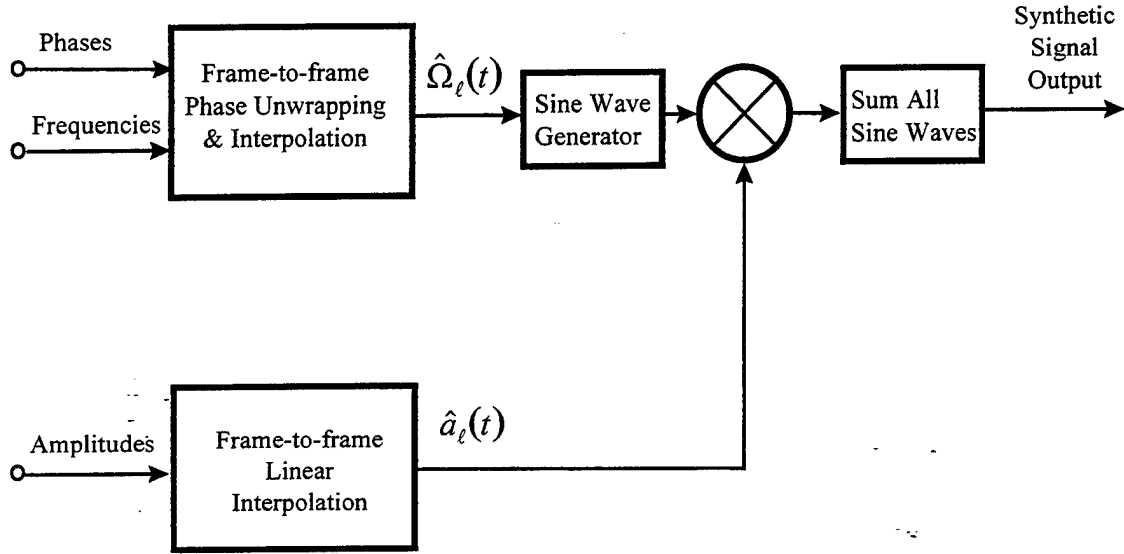 Phases
Frequencies
Frame-to-frame
Phase Unwrapping
& Interpolation
Ω̂ℓ(t)
Sine Wave
Generator
Sum All
Sine Waves
Synthetic
Signal
Output
Amplitudes
Frame-to-frame
Linear
Interpolation
âℓ(t)